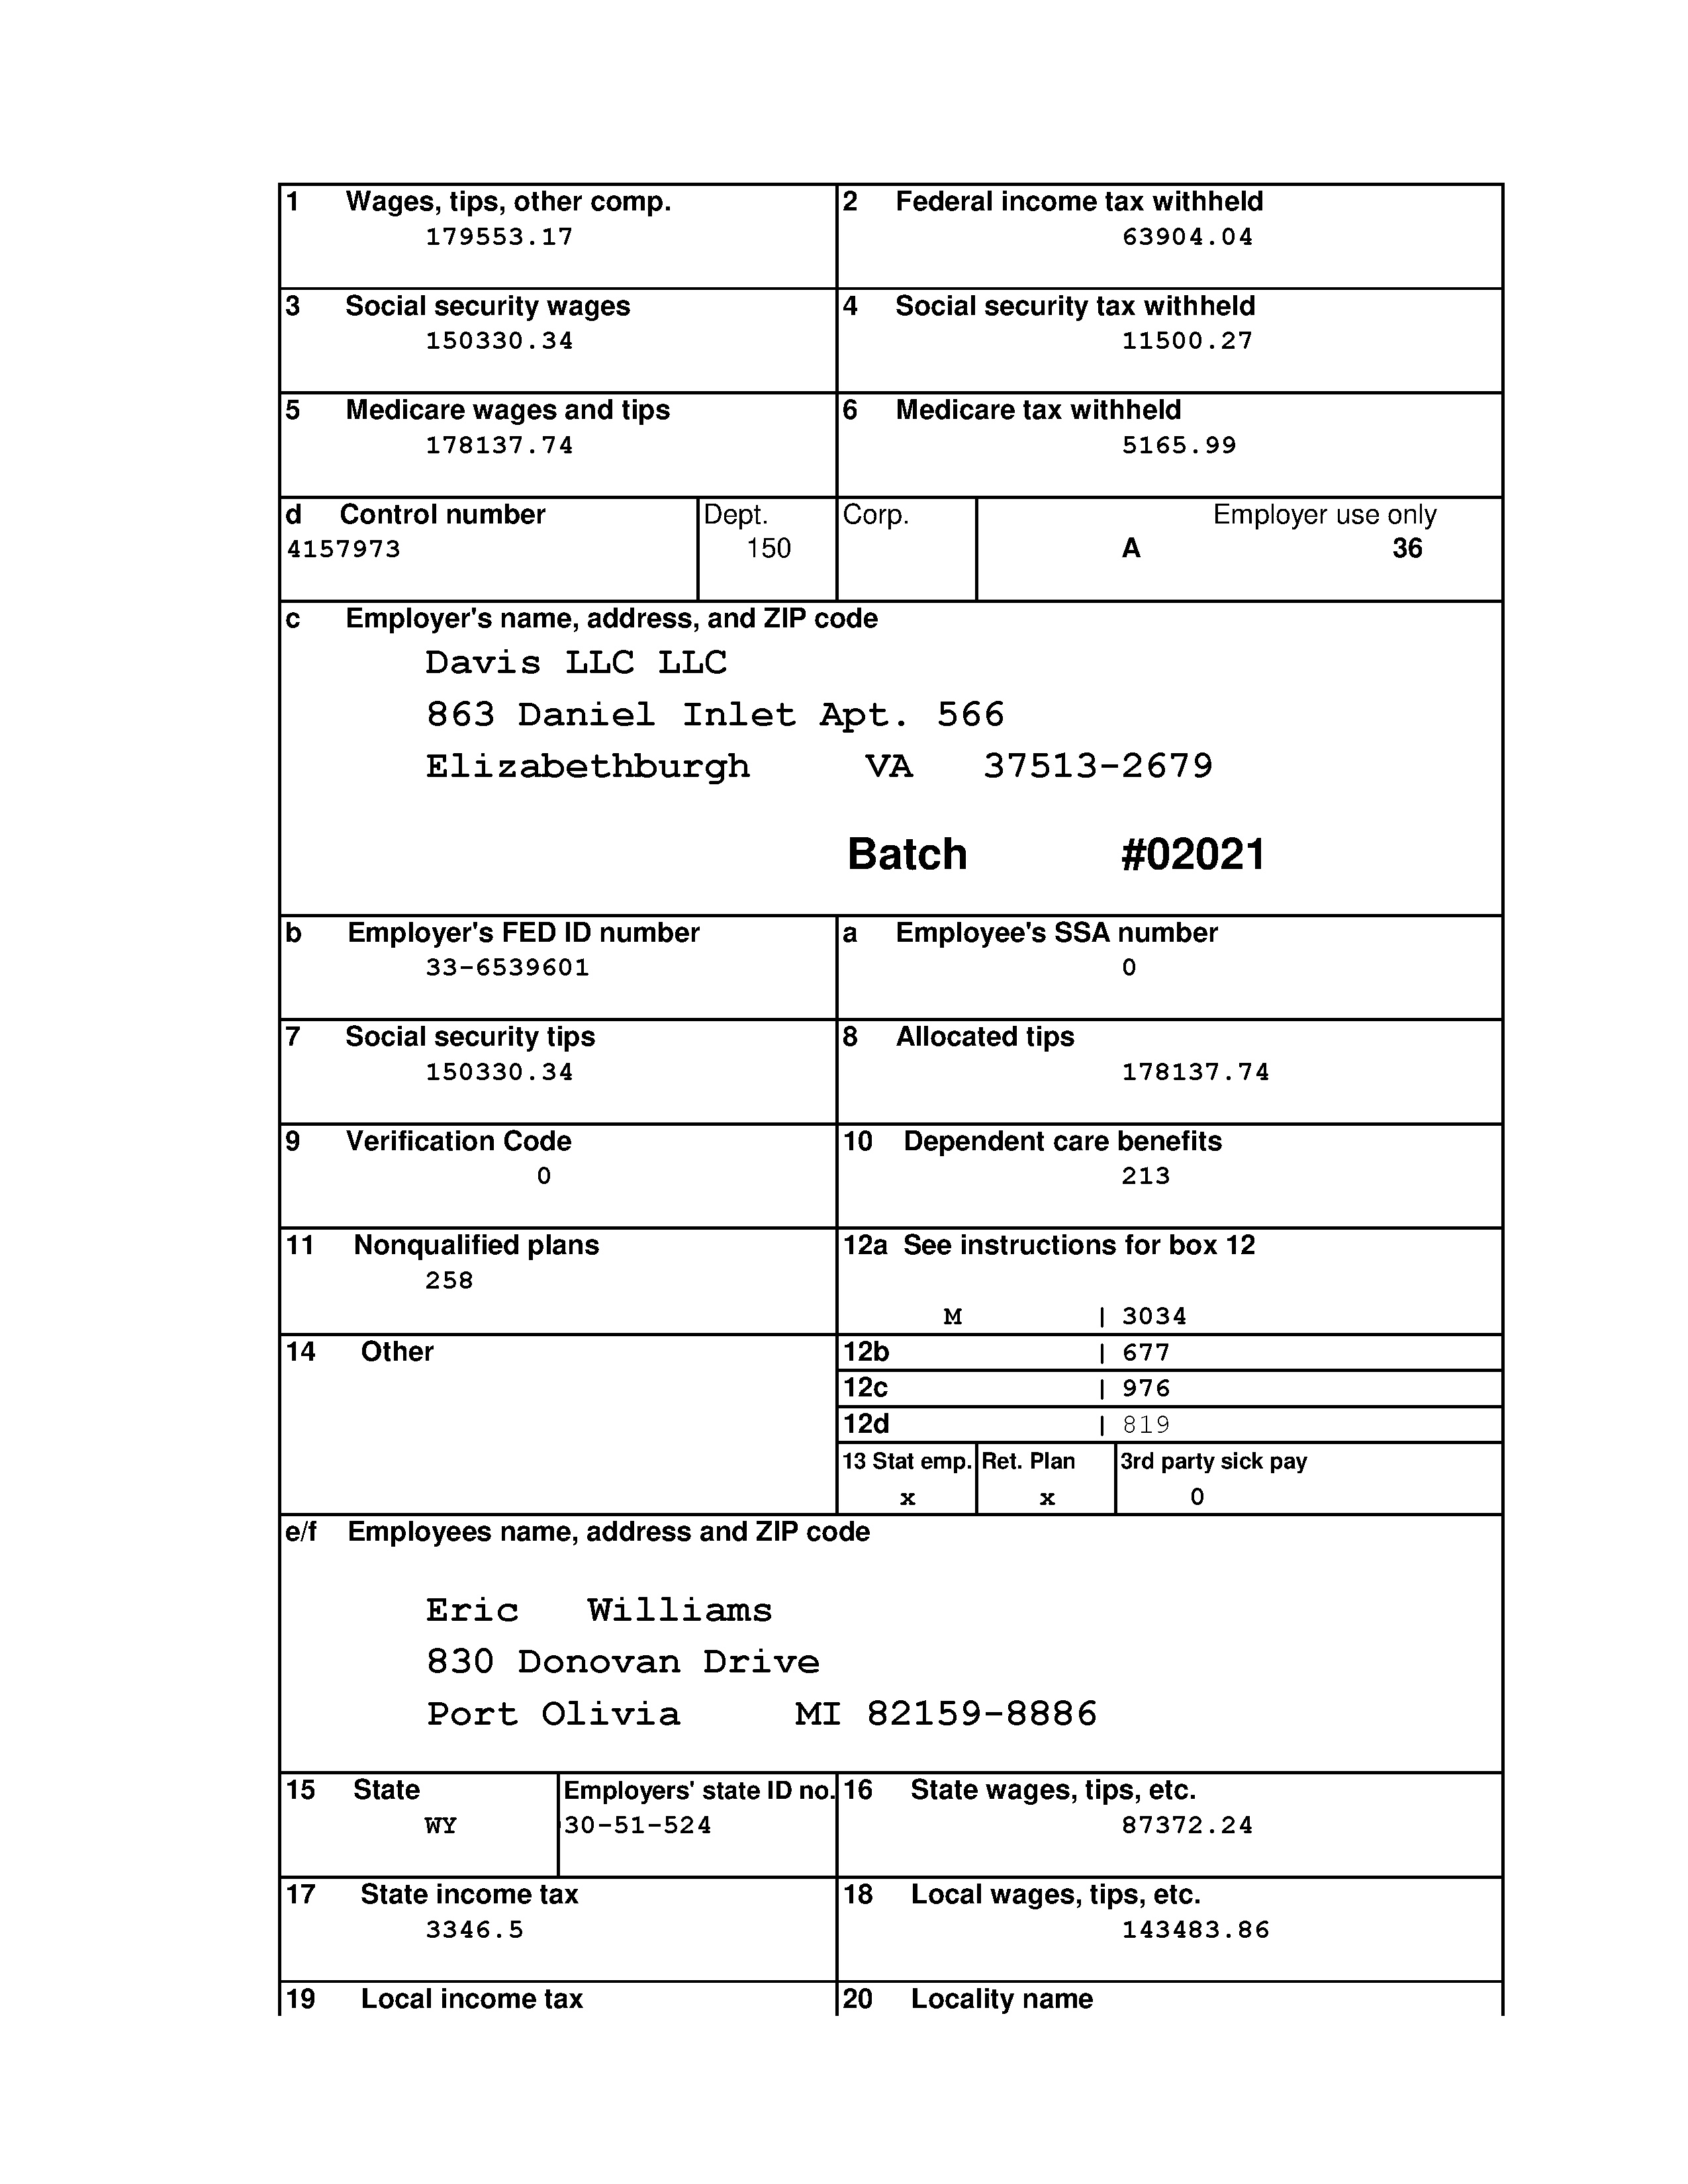 1 Wages, tips, other comp. 2 Federal income tax withheld
179553.17 63904.04
3 Social security wages 4 Social security tax withheld
150330.34 11500.27
5 Medicare wages and tips 6 Medicare tax withheld
178137.74 5165.99
d Control number Dept. Corp. Employer use only
4157973 150 A 36
c Employer's name, address, and ZIP code
Davis LLC LLC
863 Daniel Inlet Apt. 566
Elizabethburgh VA 37513-2679
Batch #02021
b Employer's FED ID number a Employee's SSA number
33-6539601 0
7 Social security tips 8 Allocated tips
150330.34 178137.74
9 Verification Code 10 Dependent care benefits
0 213
11 Nonqualified plans 12a See instructions for box 12
258
M | 3034
14 Other 12b | 677
12c | 976
12d | 819
13 Stat emp. Ret. Plan 3rd party sick pay
x x 0
e/f Employees name, address and ZIP code
Eric Williams
830 Donovan Drive
Port Olivia MI 82159-8886
15 State Employers' state ID no. 16 State wages, tips, etc.
WY 30-51-524 87372.24
17 State income tax 18 Local wages, tips, etc.
3346.5 143483.86
19 Local income tax 20 Locality name